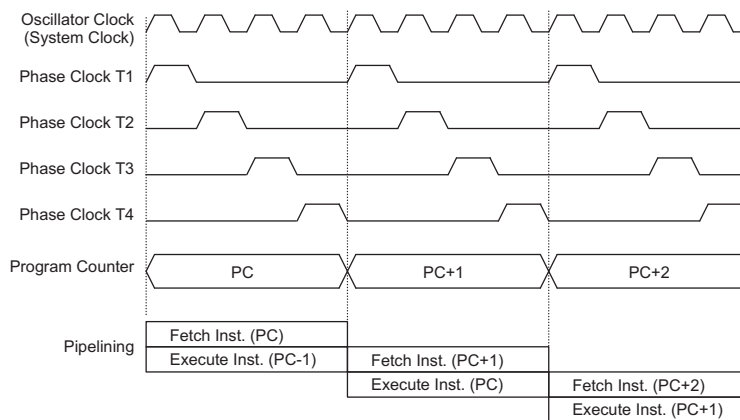 Oscillator Clock
(System Clock)
Phase Clock T1
Phase Clock T2
Phase Clock T3
Phase Clock T4
Program Counter
PC
PC+1
PC+2
Pipelining
Fetch Inst. (PC)
Execute Inst. (PC-1)
Fetch Inst. (PC+1)
Execute Inst. (PC)
Fetch Inst. (PC+2)
Execute Inst. (PC+1)